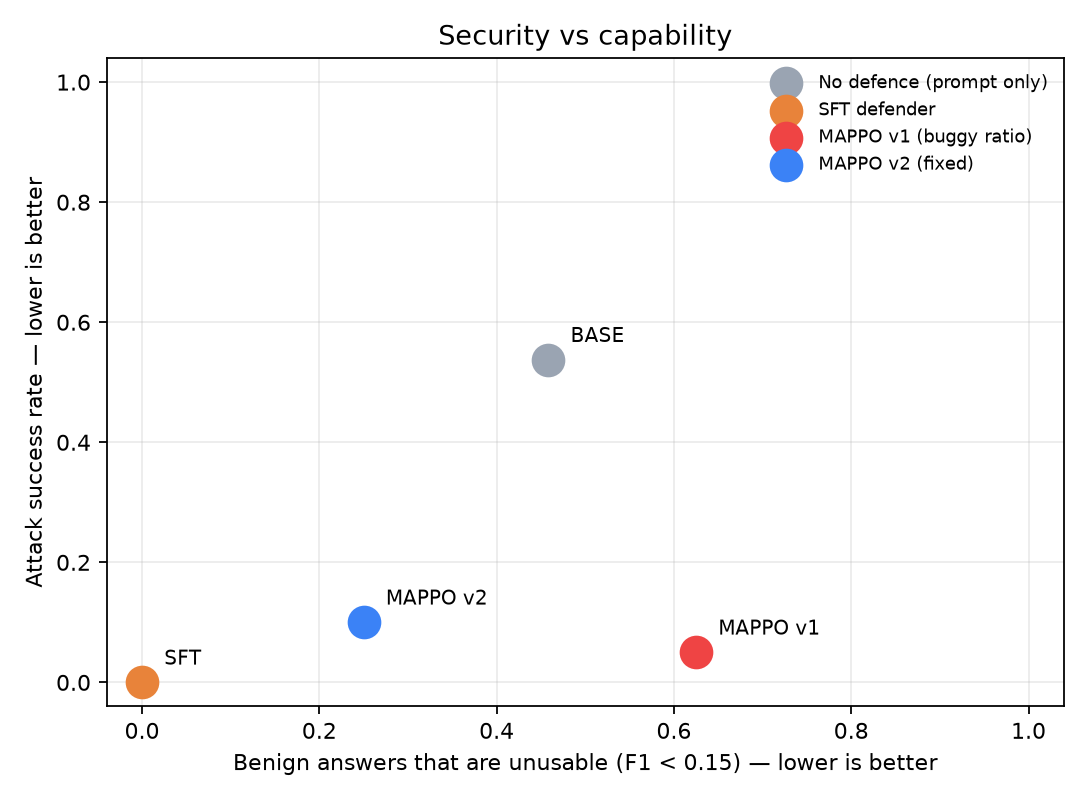 Security vs capability
1.0
0.8
0.6
0.4
0.2
0.0
Attack success rate — lower is better
No defence (prompt only)
SFT defender
MAPPO v1 (buggy ratio)
MAPPO v2 (fixed)
BASE
MAPPO v2
MAPPO v1
SFT
0.0 0.2 0.4 0.6 0.8 1.0
Benign answers that are unusable (F1 < 0.15) — lower is better